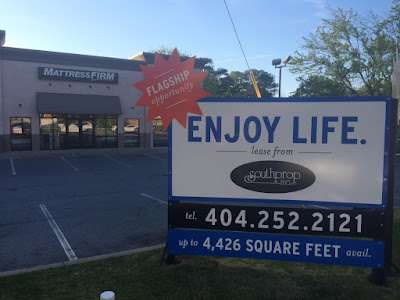 MATTRESSFIRM
FLAGSHIP
opportunity
ENJOY LIFE.
lease from
southprop
INC.
tel. 404.252.2121
up to 4,426 SQUARE FEET avail.